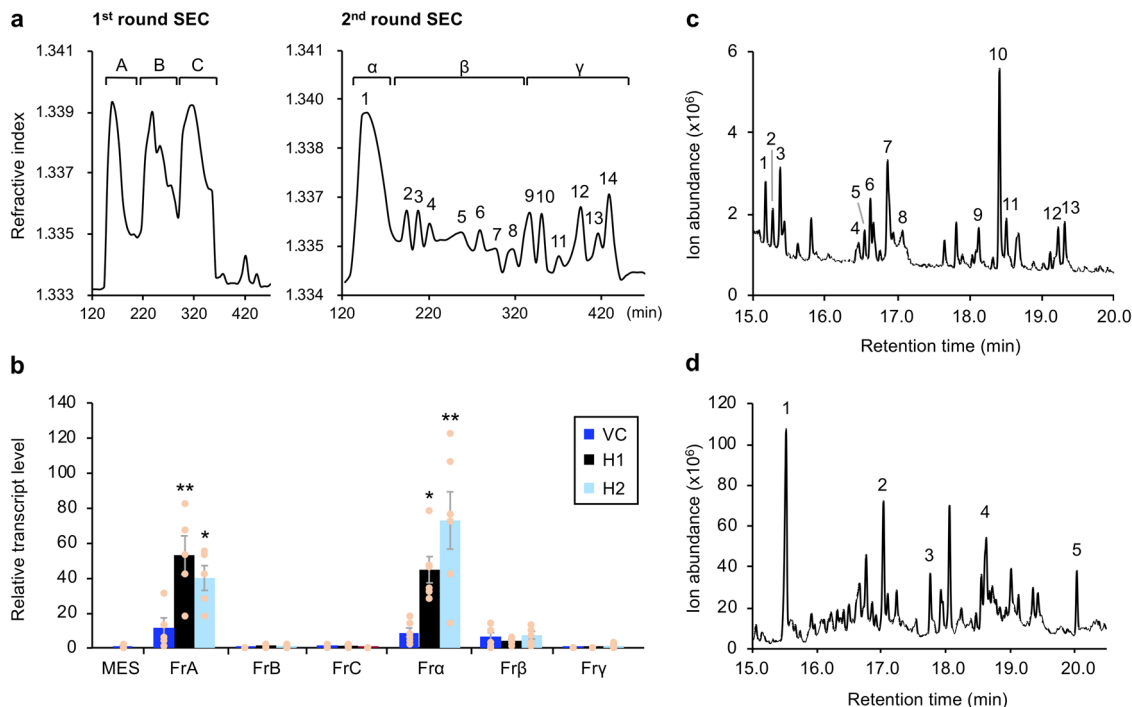 a
1st round SEC
2nd round SEC
Refractive index
1.341
1.339
1.337
1.335
1.333
A B C
120 220 320 420
1.341
1.340
1.337
1.335
1.334
α β γ
1 2 3 4 5 6 7 8 9 10 11 12 13 14
120 220 320 420 (min)
b
Relative transcript level
140
120
100
80
60
40
20
0
** * * **
VC
H1
H2
MES FrA FrB FrC Frα Frβ Frγ
c
Ion abundance (x10⁶)
6
4
2
0
1 2 3 4 5 6 7 8 9 10 11 12 13
15.0 16.0 17.0 18.0 19.0 20.0
Retention time (min)
d
Ion abundance (x10⁶)
120
100
80
60
40
20
0
1 2 3 4 5
15.0 16.0 17.0 18.0 19.0 20.0
Retention time (min)